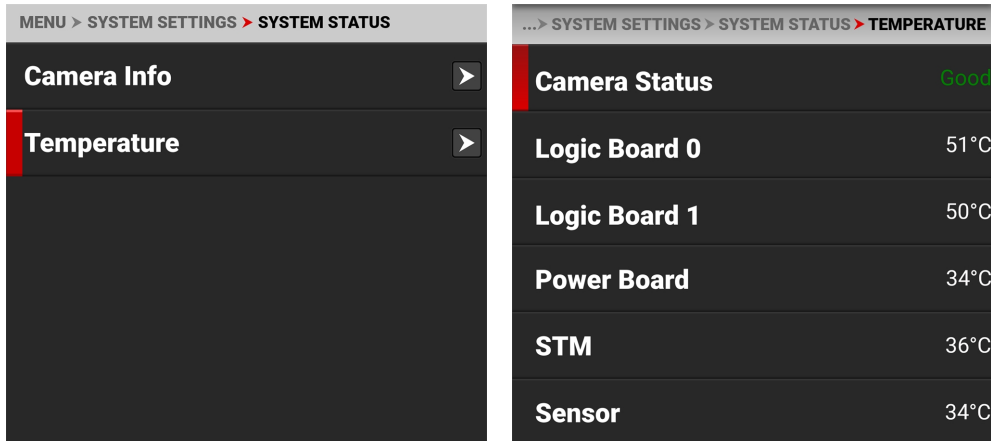 MENU > SYSTEM SETTINGS > SYSTEM STATUS
Camera Info
Temperature
...> SYSTEM SETTINGS > SYSTEM STATUS > TEMPERATURE
Camera Status Good
Logic Board 0 51°C
Logic Board 1 50°C
Power Board 34°C
STM 36°C
Sensor 34°C